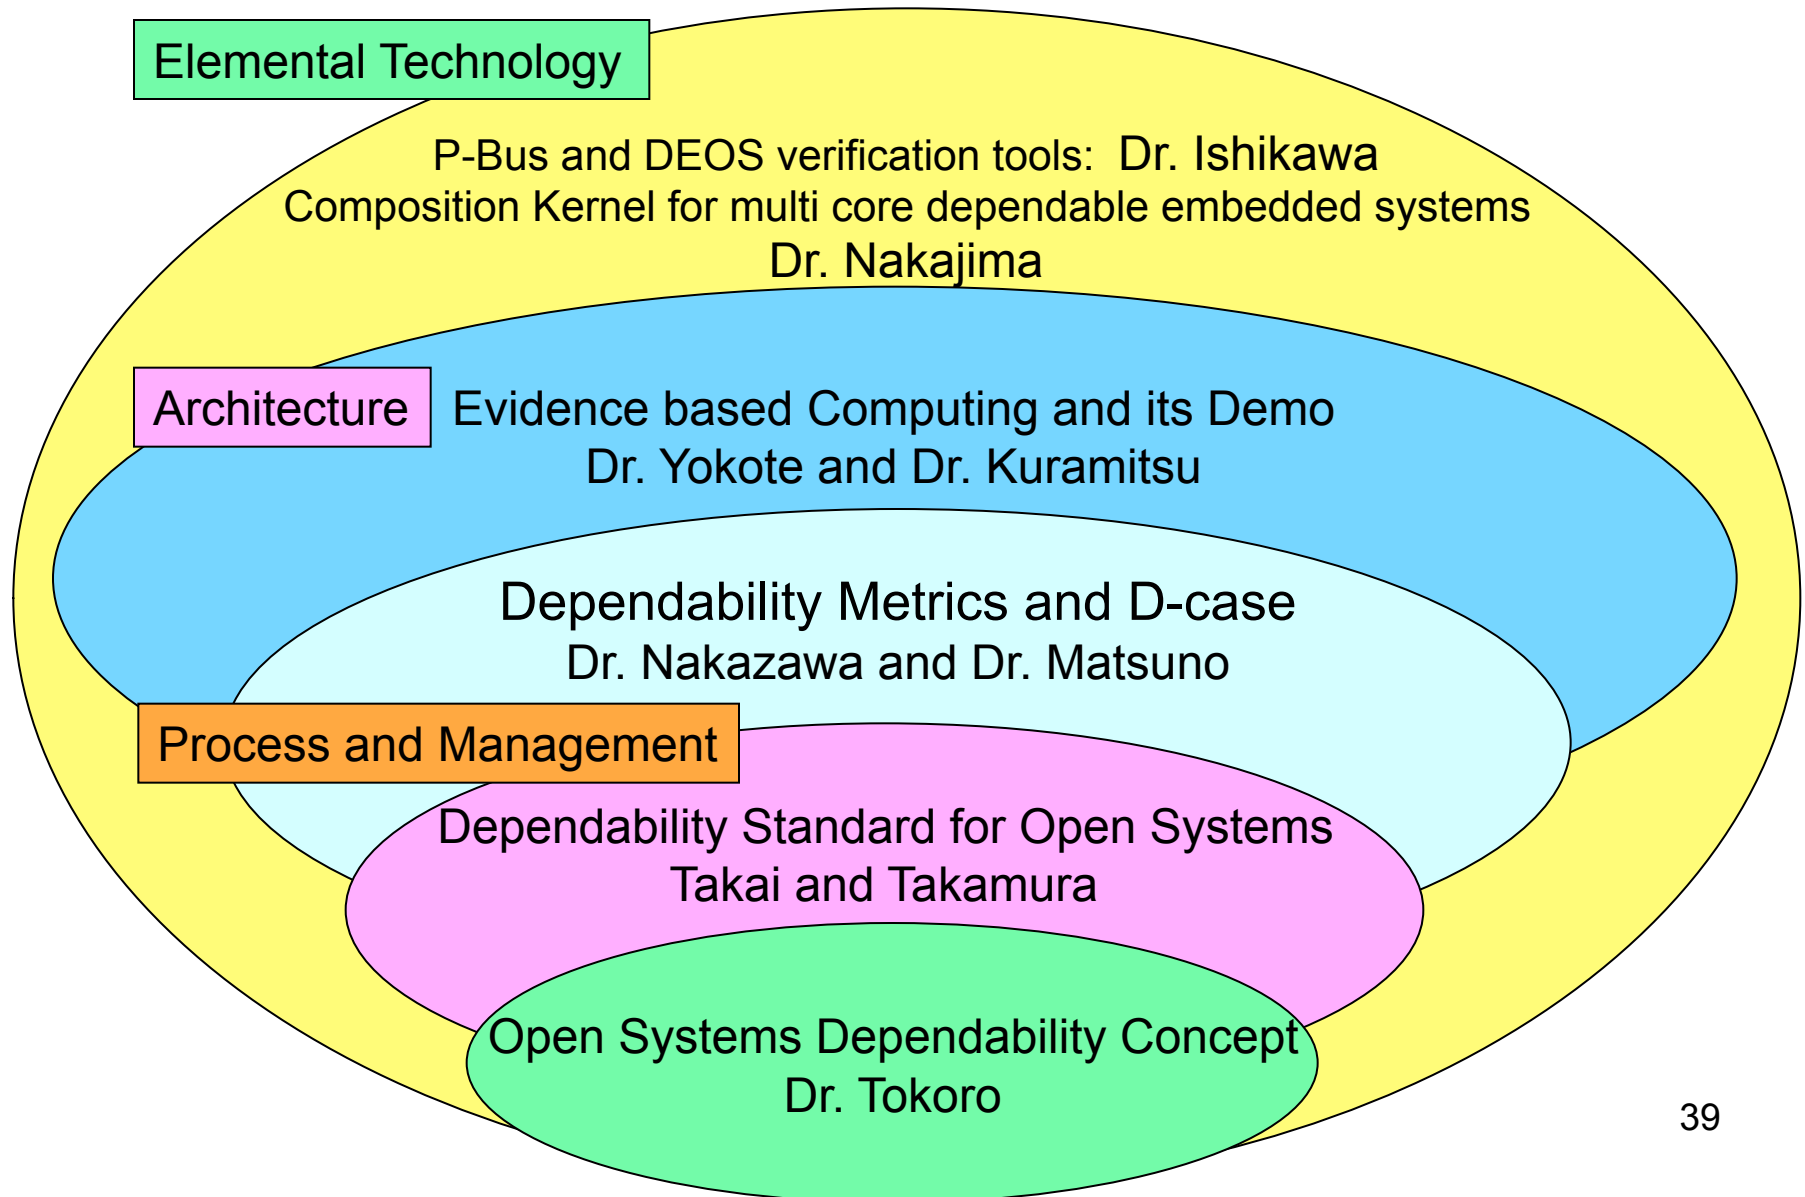 Elemental Technology
P-Bus and DEOS verification tools: Dr. Ishikawa
Composition Kernel for multi core dependable embedded systems
Dr. Nakajima
Architecture
Evidence based Computing and its Demo
Dr. Yokote and Dr. Kuramitsu
Dependability Metrics and D-case
Dr. Nakazawa and Dr. Matsuno
Process and Management
Dependability Standard for Open Systems
Takai and Takamura
Open Systems Dependability Concept
Dr. Tokoro
39